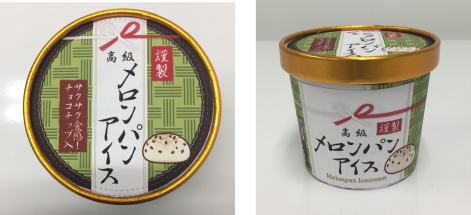 謹製
高級
メロンパン
アイス
サクサク食感!
チョコチップ入
謹製
高級
メロンパン
アイス
Melonpan Icecream